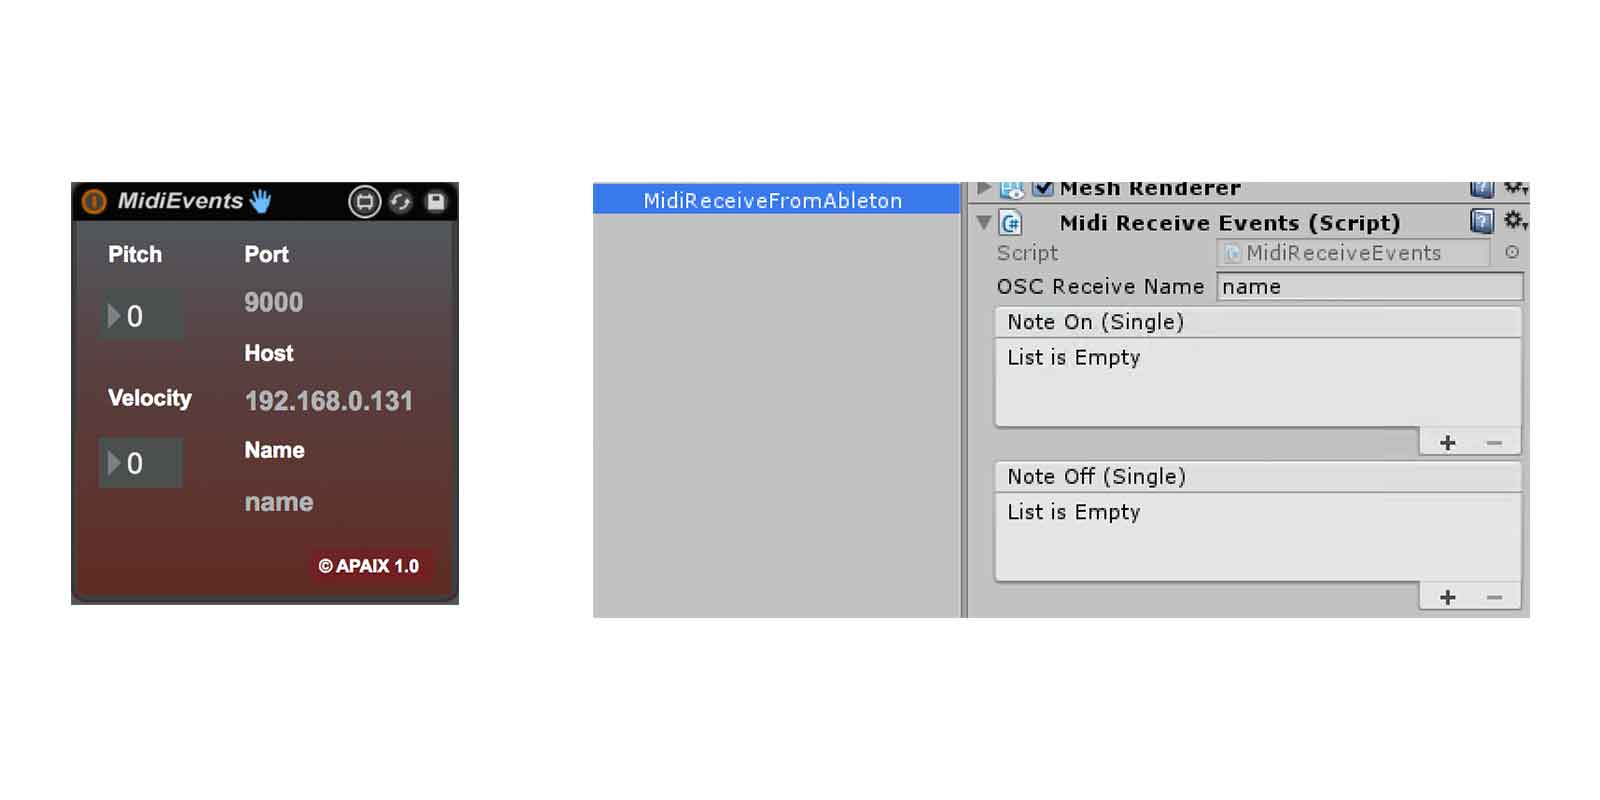 MidiEvents
Pitch
0
Velocity
0
Port
9000
Host
192.168.0.131
Name
name
© APAIX 1.0
MidiReceiveFromAbleton
Mesh Renderer
Midi Receive Events (Script)
Script MidiReceiveEvents
OSC Receive Name name
Note On (Single)
List is Empty
+ −
Note Off (Single)
List is Empty
+ −